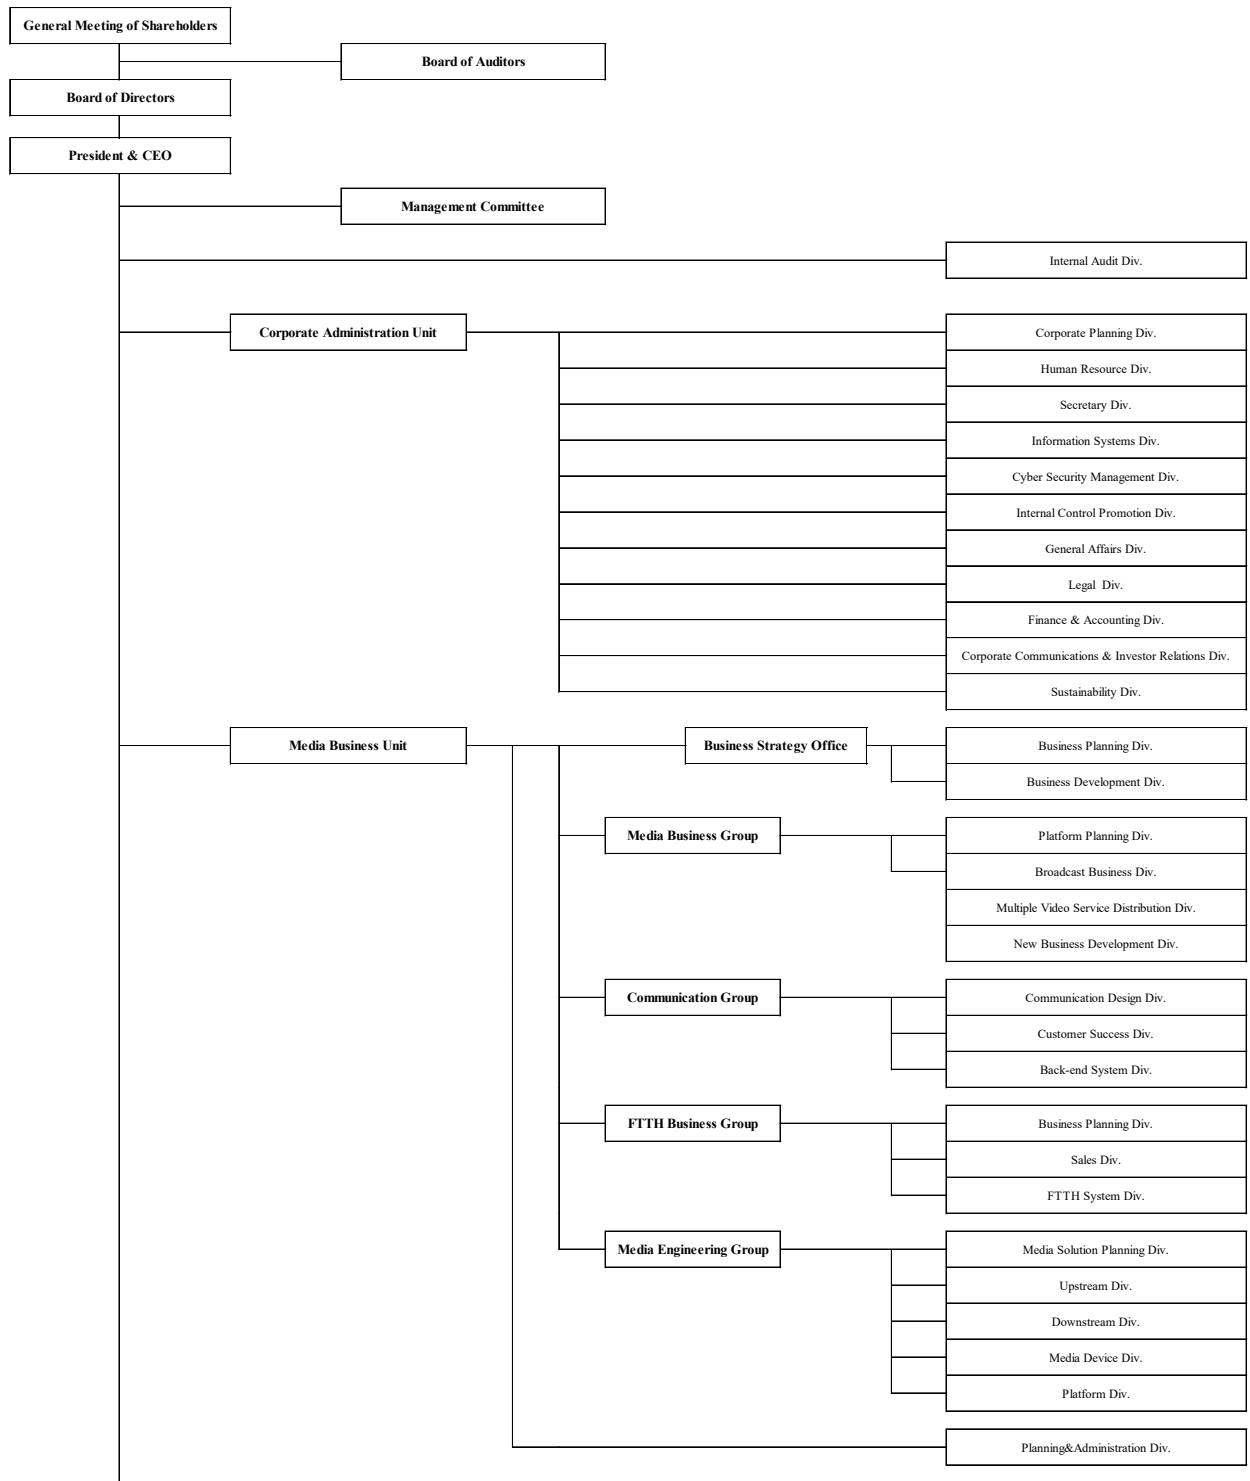 General Meeting of Shareholders
Board of Auditors
Board of Directors
President & CEO
Management Committee
Internal Audit Div.
Corporate Administration Unit
Corporate Planning Div.
Human Resource Div.
Secretary Div.
Information Systems Div.
Cyber Security Management Div.
Internal Control Promotion Div.
General Affairs Div.
Legal  Div.
Finance & Accounting Div.
Corporate Communications & Investor Relations Div.
Sustainability Div.
Media Business Unit
Business Strategy Office
Business Planning Div.
Business Development Div.
Media Business Group
Platform Planning Div.
Broadcast Business Div.
Multiple Video Service Distribution Div.
New Business Development Div.
Communication Group
Communication Design Div.
Customer Success Div.
Back-end System Div.
FTTH Business Group
Business Planning Div.
Sales Div.
FTTH System Div.
Media Engineering Group
Media Solution Planning Div.
Upstream Div.
Downstream Div.
Media Device Div.
Platform Div.
Planning&Administration Div.